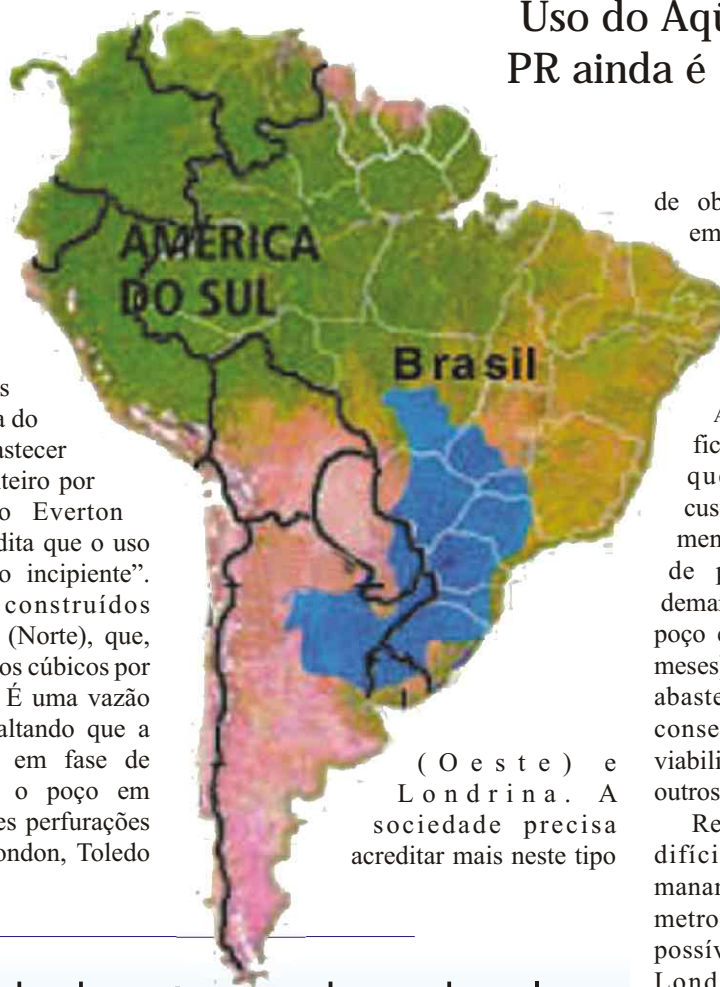 Uso do Aqü
PR ainda é
AMÉRICA
DO SUL
Brasil
s
a do
astecer
teiro por
o Everton
dita que o uso
o incipiente”.
construídos
(Norte), que,
os cúbicos por
É uma vazão
altando que a
em fase de
o poço em
es perfurações
ondon, Toledo
(Oeste) e
Londrina. A
sociedade precisa
acreditar mais neste tipo
de ob
em
A
fic
que
cus
men
de p
deman
poço
meses
abaste
conse
viabili
outros
Re
difíci
manan
metro
possív
Lond